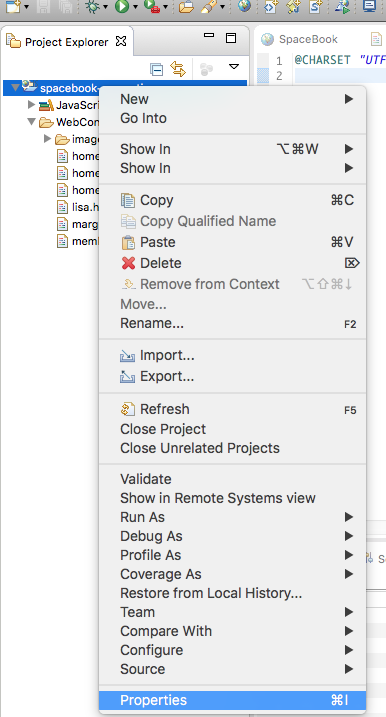 Project Explorer
SpaceBook
1 @CHARSET "UTF
2
spacebook-
JavaScri
WebCon
image
home
home
home
lisa.h
marg
memb
New
Go Into
Show In ⌥⌘W
Show In
Copy ⌘C
Copy Qualified Name
Paste ⌘V
Delete ⌦
Remove from Context ⌥⇧⌘↓
Move...
Rename... F2
Import...
Export...
Refresh F5
Close Project
Close Unrelated Projects
Validate
Show in Remote Systems view
Run As
Debug As
Profile As
Coverage As
Restore from Local History...
Team
Compare With
Configure
Source
Properties ⌘I